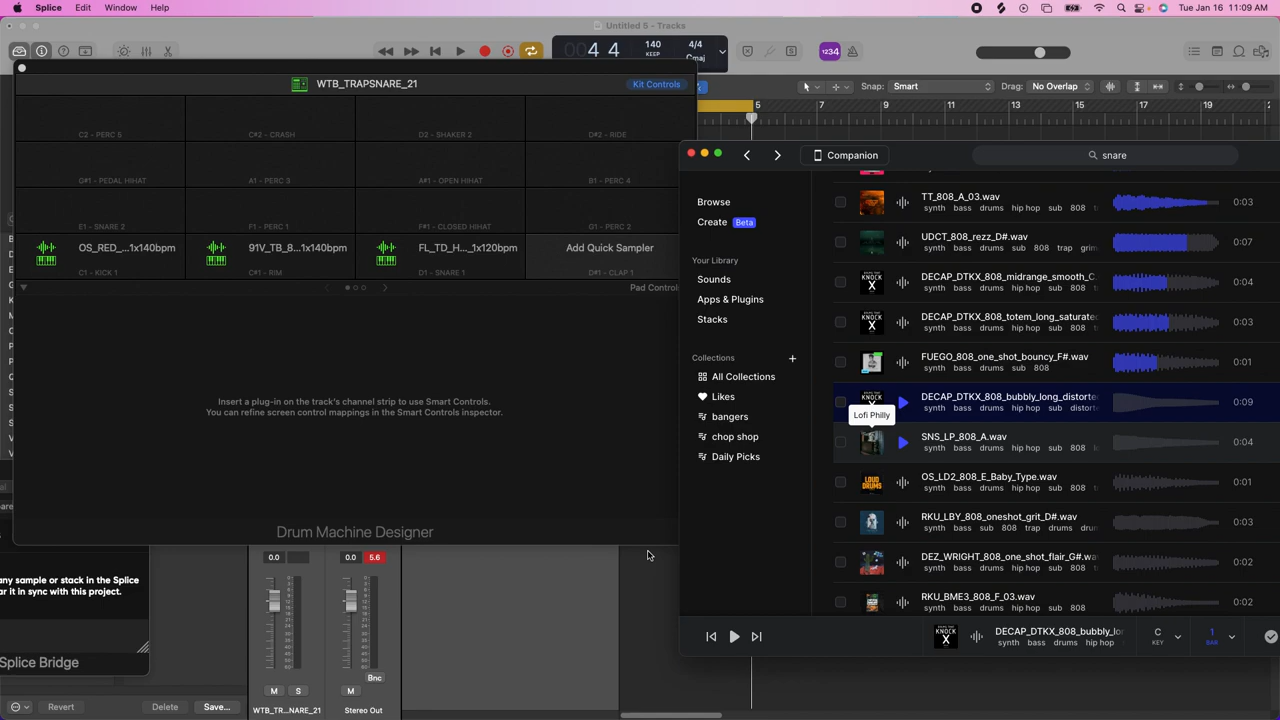 Splice Edit Window Help
Tue Jan 16 11:09 AM
Untitled 5 - Tracks
4 4
140
KEEP
4/4
Cmaj
1234
Snap: Smart
Drag: No Overlap
5 7 9 11 13 15 17 19
WTB_TRAPSNARE_21
Kit Controls
C2 - PERC 5
C#2 - CRASH
D2 - SHAKER 2
D#2 - RIDE
G#1 - PEDAL HIHAT
A1 - PERC 3
A#1 - OPEN HIHAT
B1 - PERC 4
E1 - SNARE 2
F1 - PERC 1
F#1 - CLOSED HIHAT
G1 - PERC 2
OS_RED_...1x140bpm
91V_TB_8...1x140bpm
FL_TD_H...1x120bpm
Add Quick Sampler
C1 - KICK 1
C#1 - RIM
D1 - SNARE 1
D#1 - CLAP 1
Pad Controls
Insert a plug-in on the track's channel strip to use Smart Controls.
You can refine screen control mappings in the Smart Controls inspector.
Drum Machine Designer
Companion
snare
Browse
Create Beta
Your Library
Sounds
Apps & Plugins
Stacks
Collections
All Collections
Likes
bangers
chop shop
Daily Picks
TT_808_A_03.wav
synth bass drums hip hop sub 808
0:03
UDCT_808_rezz_D#.wav
synth bass drums hip hop sub 808 trap grim
0:07
DECAP_DTKX_808_midrange_smooth_C
synth bass drums hip hop sub 808
0:04
DECAP_DTKX_808_totem_long_saturate
synth bass drums hip hop sub 808
0:03
FUEGO_808_one_shot_bouncy_F#.wav
synth bass drums sub 808
0:01
DECAP_DTKX_808_bubbly_long_distorte
synth bass drums hip hop sub distort
0:09
Lofi Philly
SNS_LP_808_A.wav
synth bass drums hip hop sub 808
0:04
OS_LD2_808_E_Baby_Type.wav
synth bass drums hip hop sub 808
0:01
RKU_LBY_808_oneshot_grit_D#.wav
synth bass drums hip hop sub 808 trap drum
0:03
DEZ_WRIGHT_808_one_shot_flair_G#.wa
synth bass drums hip hop sub 808
0:02
RKU_BME3_808_F_03.wav
synth bass drums hip hop sub 808
0:02
DECAP_DTKX_808_bubbly_lo
synth bass drums hip hop
C
KEY
1
BAR
any sample or stack in the Splice
ar it in sync with this project.
Splice Bridge
0.0
0.0 5.6
Bnc
M S
M
WTB_TR...NARE_21
Stereo Out
Revert
Delete
Save...